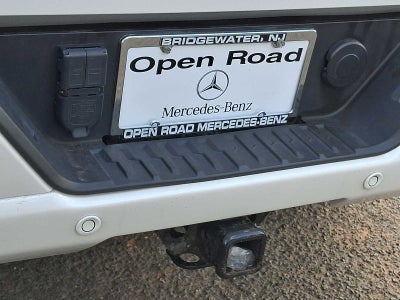 BRIDGEWATER, NJ
Open Road
Mercedes-Benz
OPEN ROAD MERCEDES-BENZ